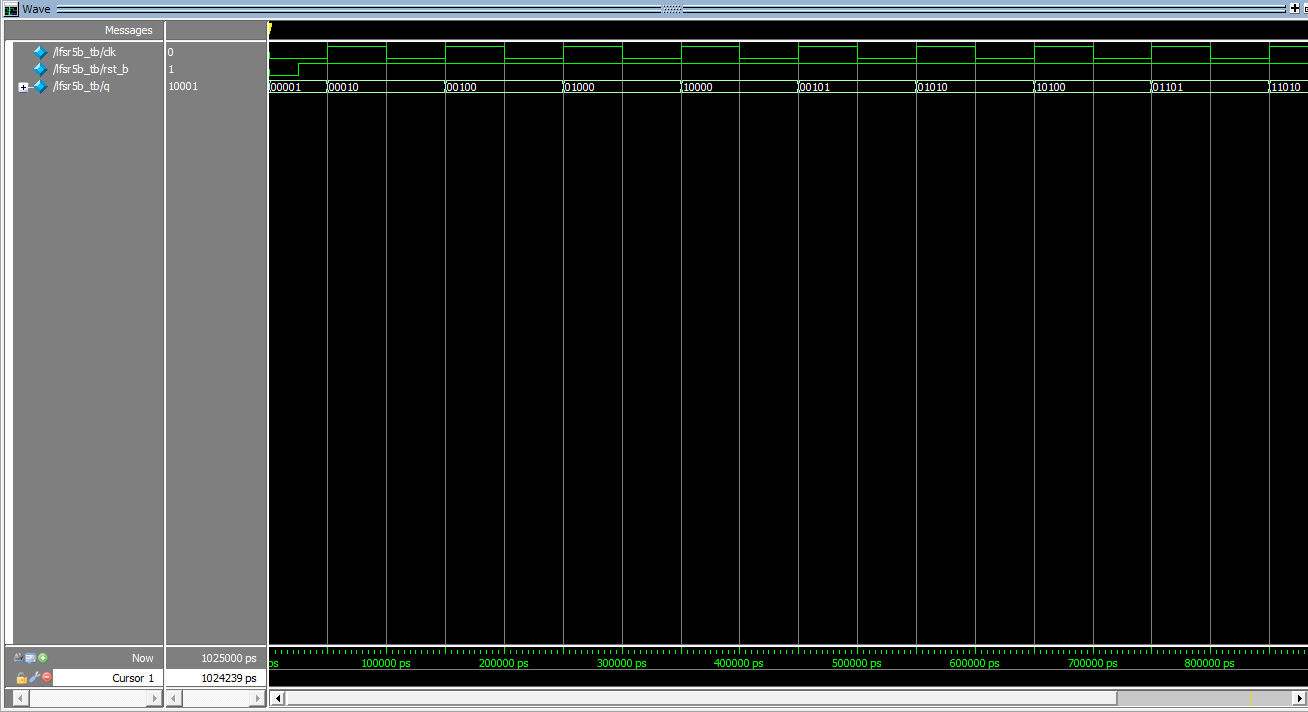 Wave
Messages
/lfsr5b_tb/clk 0
/lfsr5b_tb/rst_b 1
/lfsr5b_tb/q 10001 00001 00010 00100 01000 10000 00101 01010 10100 01101 11010
Now 1025000 ps ps 100000 ps 200000 ps 300000 ps 400000 ps 500000 ps 600000 ps 700000 ps 800000 ps
Cursor 1 1024239 ps